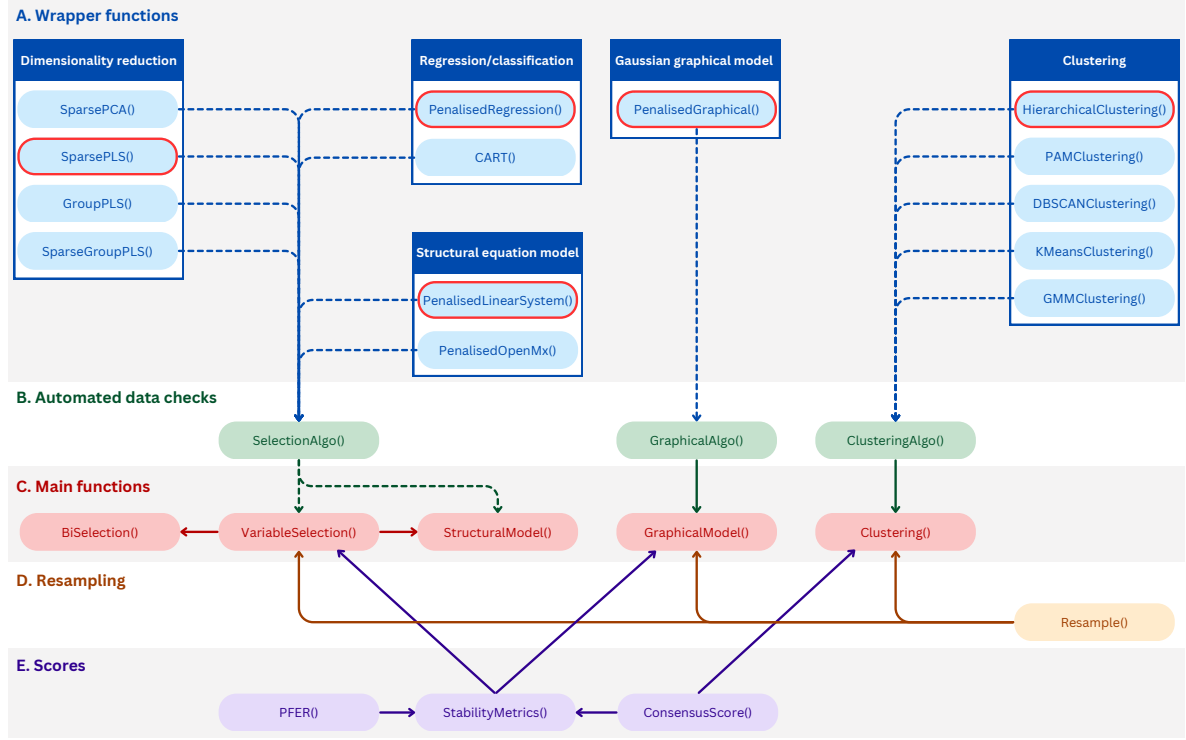 A. Wrapper functions
Dimensionality reduction
SparsePCA()
SparsePLS()
GroupPLS()
SparseGroupPLS()
Regression/classification
PenalisedRegression()
CART()
Structural equation model
PenalisedLinearSystem()
PenalisedOpenMx()
Gaussian graphical model
PenalisedGraphical()
Clustering
HierarchicalClustering()
PAMClustering()
DBSCANClustering()
KMeansClustering()
GMMClustering()
B. Automated data checks
SelectionAlgo()
GraphicalAlgo()
ClusteringAlgo()
C. Main functions
BiSelection()
VariableSelection()
StructuralModel()
GraphicalModel()
Clustering()
D. Resampling
Resample()
E. Scores
PFER()
StabilityMetrics()
ConsensusScore()